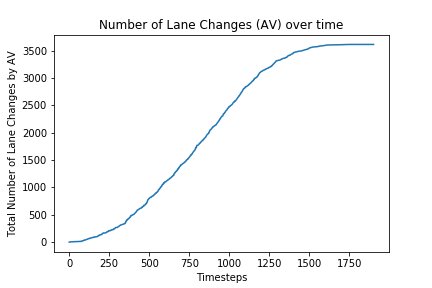 Number of Lane Changes (AV) over time
Total Number of Lane Changes by AV
3500
3000
2500
2000
1500
1000
500
0
0 250 500 750 1000 1250 1500 1750
Timesteps